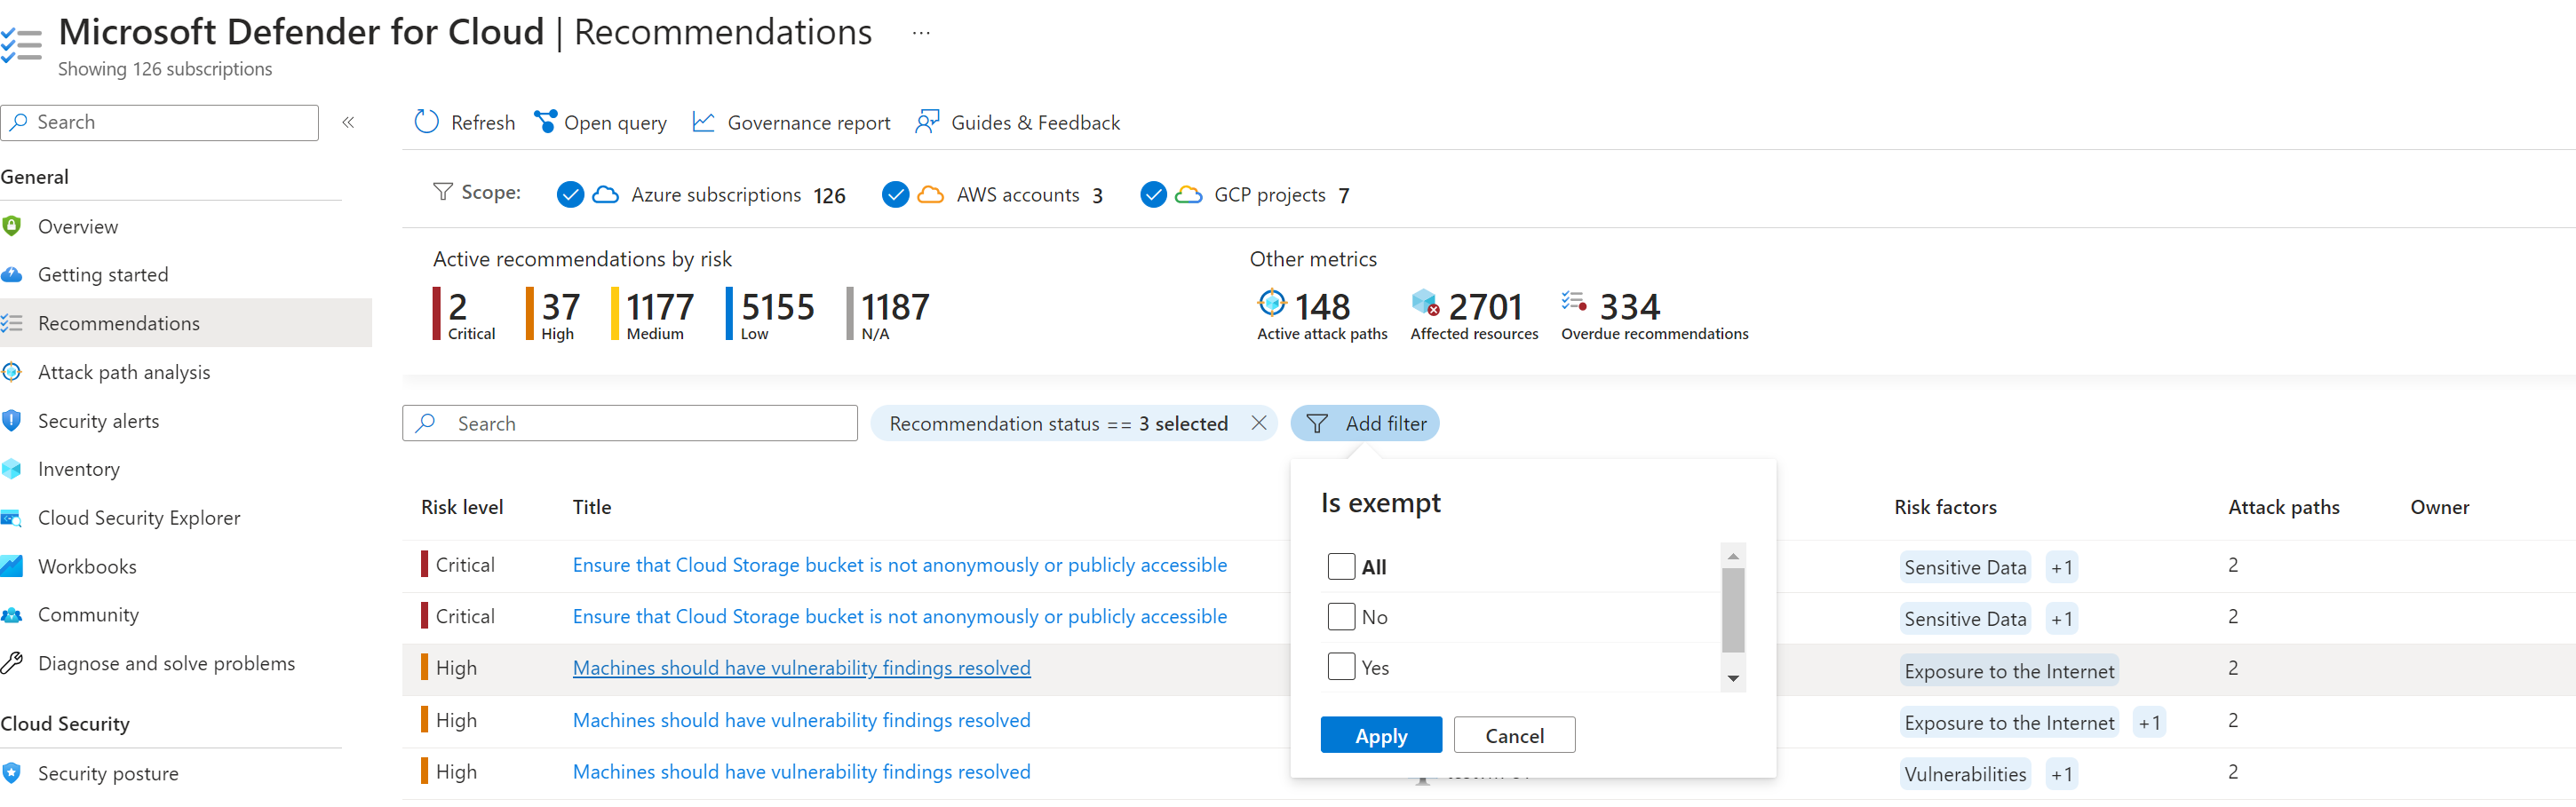 Microsoft Defender for Cloud | Recommendations ...
Showing 126 subscriptions
Search «
General
Overview
Getting started
Recommendations
Attack path analysis
Security alerts
Inventory
Cloud Security Explorer
Workbooks
Community
Diagnose and solve problems
Cloud Security
Security posture
Refresh Open query Governance report Guides & Feedback
Scope: Azure subscriptions 126 AWS accounts 3 GCP projects 7
Active recommendations by risk
2 37 1177 5155 1187
Critical High Medium Low N/A
Other metrics
148 2701 334
Active attack paths Affected resources Overdue recommendations
Search Recommendation status == 3 selected Add filter
Risk level Title Risk factors Attack paths Owner
Critical Ensure that Cloud Storage bucket is not anonymously or publicly accessible Sensitive Data +1 2
Critical Ensure that Cloud Storage bucket is not anonymously or publicly accessible Sensitive Data +1 2
High Machines should have vulnerability findings resolved Exposure to the Internet 2
High Machines should have vulnerability findings resolved Exposure to the Internet +1 2
High Machines should have vulnerability findings resolved Vulnerabilities +1 2
Is exempt
All
No
Yes
Apply Cancel